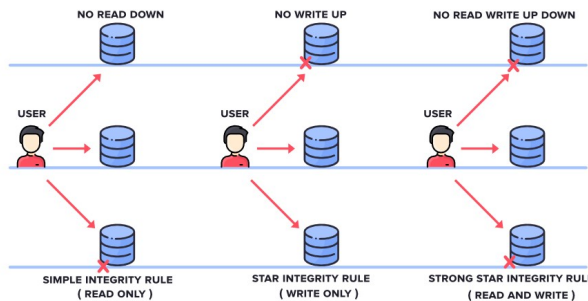 NO READ DOWN
NO WRITE UP
NO READ WRITE UP DOWN
USER
USER
USER
SIMPLE INTEGRITY RULE
( READ ONLY )
STAR INTEGRITY RULE
( WRITE ONLY )
STRONG STAR INTEGRITY RUL
( READ AND WRITE )